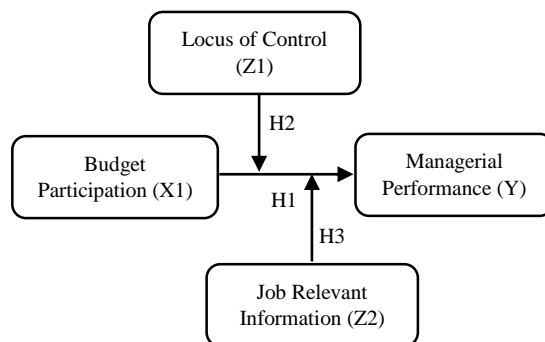 Locus of Control
(Z1)
H2
Budget
Participation (X1)
Managerial
Performance (Y)
H1
H3
Job Relevant
Information (Z2)